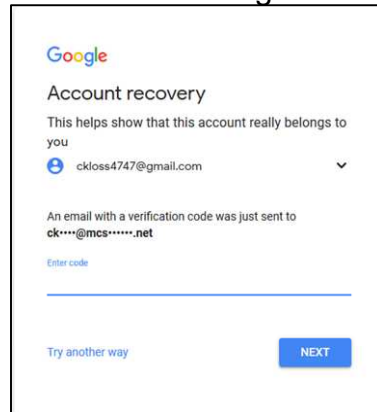 Google
Account recovery
This helps show that this account really belongs to
you
ckloss4747@gmail.com
An email with a verification code was just sent to
ck••••@mcs••••••.net
Enter code
Try another way
NEXT